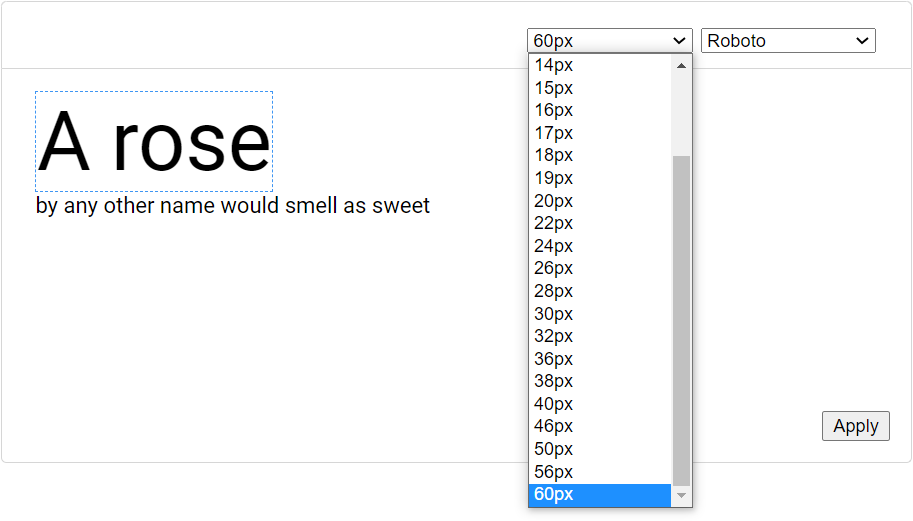 60px
Roboto
14px
15px
16px
17px
18px
19px
20px
22px
24px
26px
28px
30px
32px
36px
38px
40px
46px
50px
56px
60px
A rose
by any other name would smell as sweet
Apply